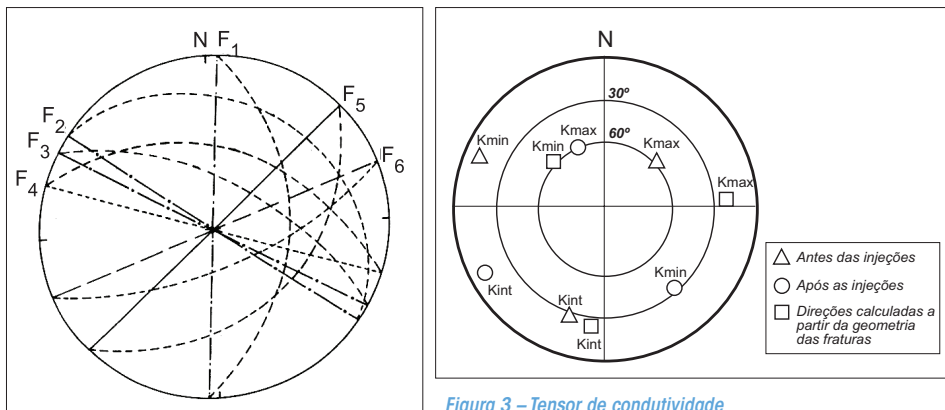 N F1
F5
F2
F3
F4
F6
N
30º
60º
Kmin
Kmin
Kmax
Kmax
Kmax
Kmin
Kint
Kint
Kint
Antes das injeções
Após as injeções
Direções calculadas a
partir da geometria
das fraturas
Figura 3 – Tensor de condutividade